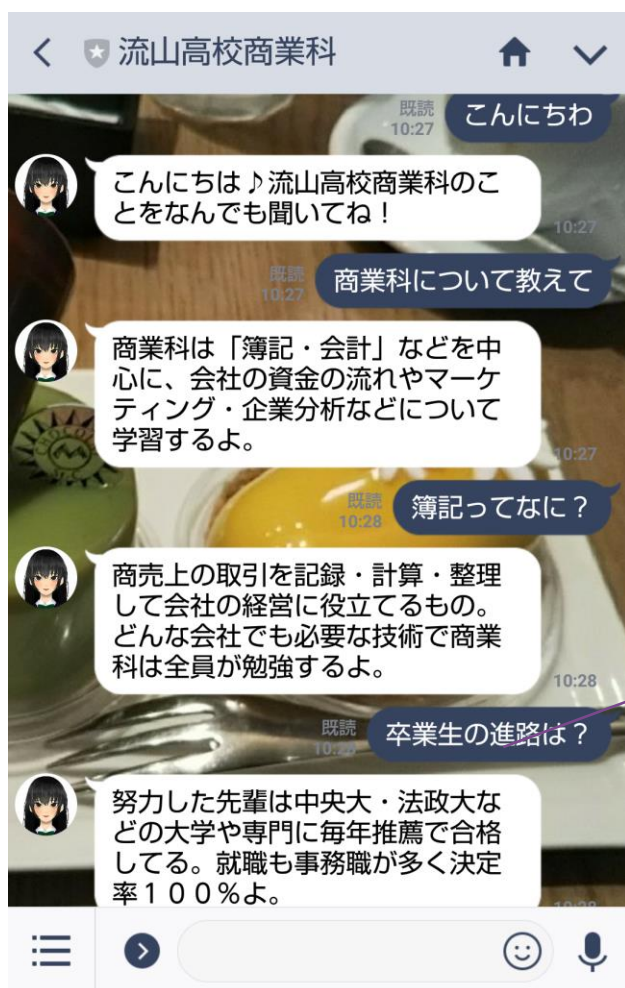 流山高校商業科
既読
10:27
こんにちわ
こんにちは♪流山高校商業科のこ
とをなんでも聞いてね！
10:27
既読
10:27
商業科について教えて
商業科は「簿記・会計」などを中
心に、会社の資金の流れやマーケ
ティング・企業分析などについて
学習するよ。
10:27
既読
10:28
簿記ってなに？
商売上の取引を記録・計算・整理
して会社の経営に役立てるもの。
どんな会社でも必要な技術で商業
科は全員が勉強するよ。
10:28
既読
10:28
卒業生の進路は？
努力した先輩は中央大・法政大な
どの大学や専門に毎年推薦で合格
してる。就職も事務職が多く決定
率１００％よ。
10:28